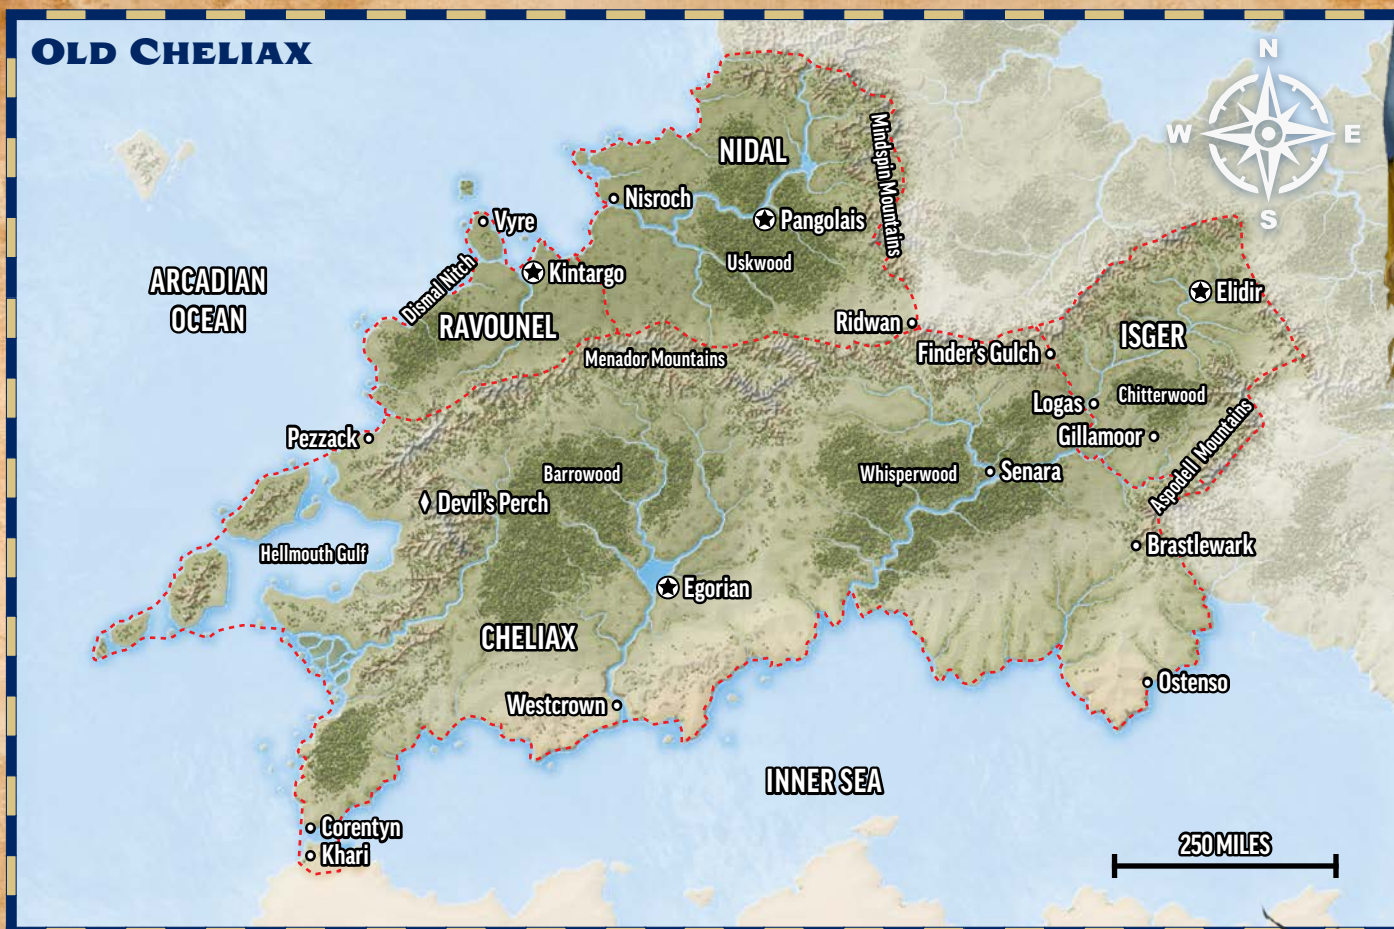 OLD CHELIAX
N
W
E
S
NIDAL
Mindspin Mountains
Nisroch
Pangolais
Vyre
Uskwood
ARCADIAN
OCEAN
Dismal Nitch
Kintargo
Elidir
RAVOUNEL
Ridwan
ISGER
Menador Mountains
Finder's Gulch
Chitterwood
Logas
Pezzack
Gillamoor
Aspodell Mountains
Barrowood
Whisperwood
Senara
Devil's Perch
Hellmouth Gulf
Brastlewark
Egorian
CHELIAX
Ostenso
Westcrown
INNER SEA
Corentyn
Khari
250 MILES